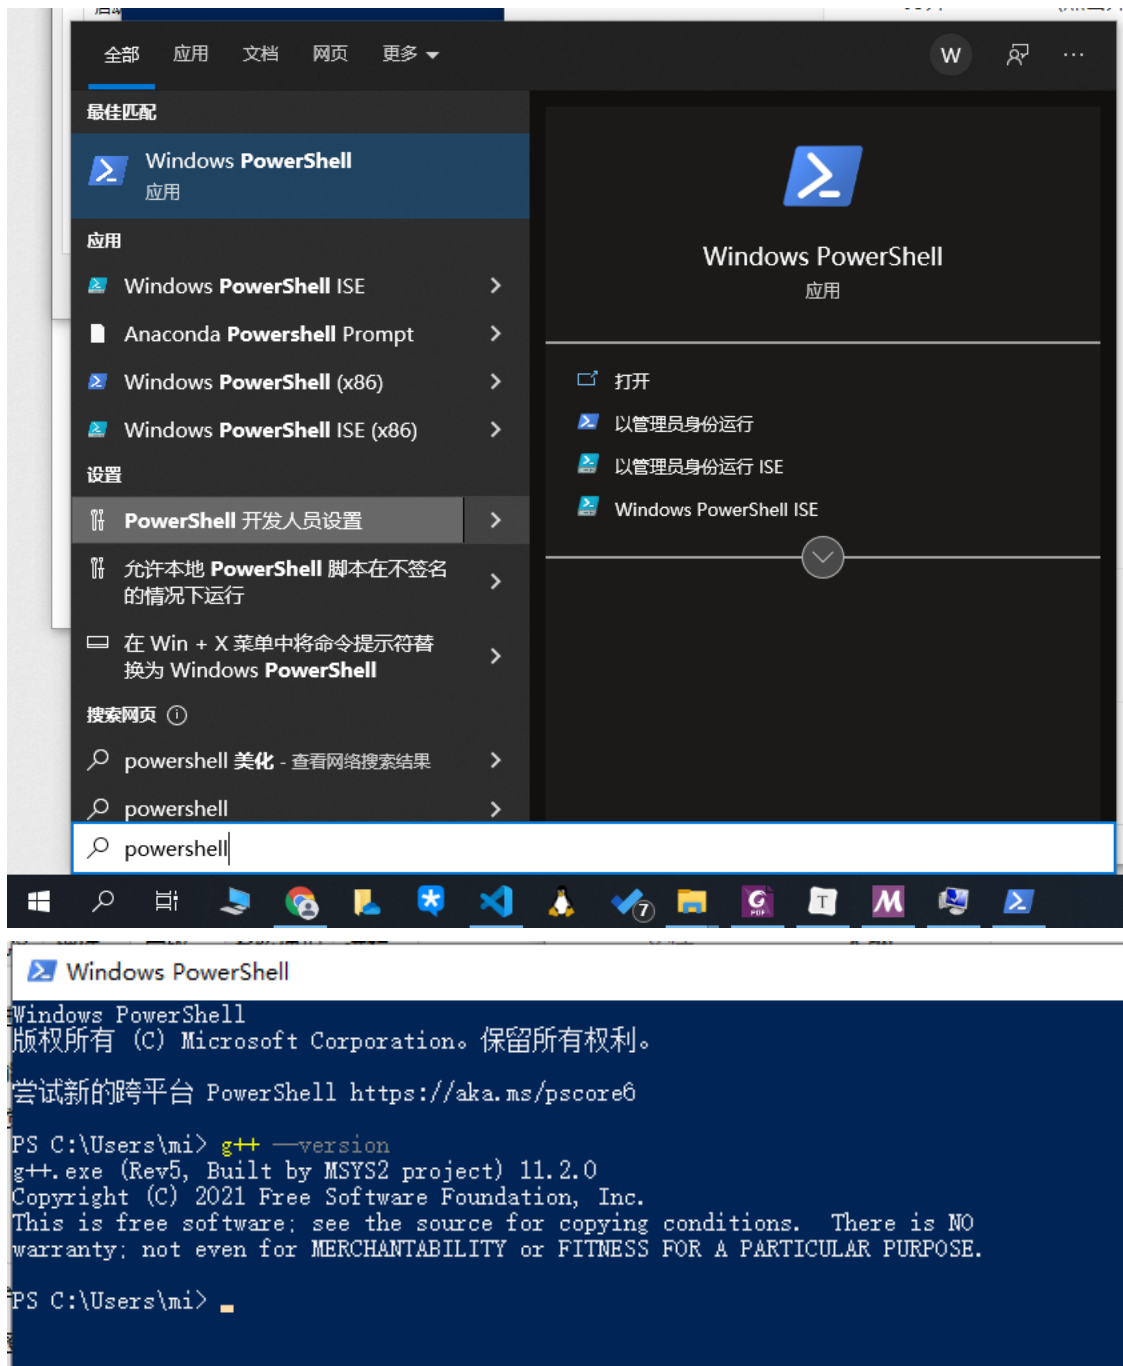 全部 应用 文档 网页 更多 W ...
最佳匹配
Windows PowerShell
应用
应用
Windows PowerShell ISE
Anaconda Powershell Prompt
Windows PowerShell (x86)
Windows PowerShell ISE (x86)
设置
PowerShell 开发人员设置
允许本地 PowerShell 脚本在不签名
的情况下运行
在 Win + X 菜单中将命令提示符替
换为 Windows PowerShell
搜索网页
powershell 美化 - 查看网络搜索结果
powershell
powershell
Windows PowerShell
应用
打开
以管理员身份运行
以管理员身份运行 ISE
Windows PowerShell ISE
7
G
PDF
T
M
Windows PowerShell
Windows PowerShell
版权所有 (C) Microsoft Corporation。保留所有权利。
尝试新的跨平台 PowerShell https://aka.ms/pscore6
PS C:\Users\mi> g++ --version
g++.exe (Rev5, Built by MSYS2 project) 11.2.0
Copyright (C) 2021 Free Software Foundation, Inc.
This is free software; see the source for copying conditions.  There is NO
warranty; not even for MERCHANTABILITY or FITNESS FOR A PARTICULAR PURPOSE.
PS C:\Users\mi>